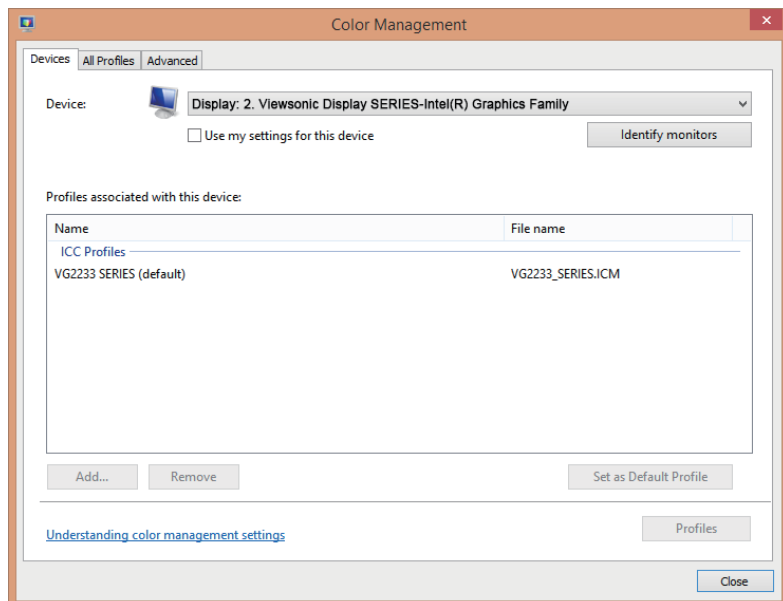 Color Management
Devices All Profiles Advanced
Device: Display: 2. Viewsonic Display SERIES-Intel(R) Graphics Family
Use my settings for this device Identify monitors
Profiles associated with this device:
Name File name
ICC Profiles
VG2233 SERIES (default) VG2233_SERIES.ICM
Add... Remove Set as Default Profile
Understanding color management settings Profiles
Close